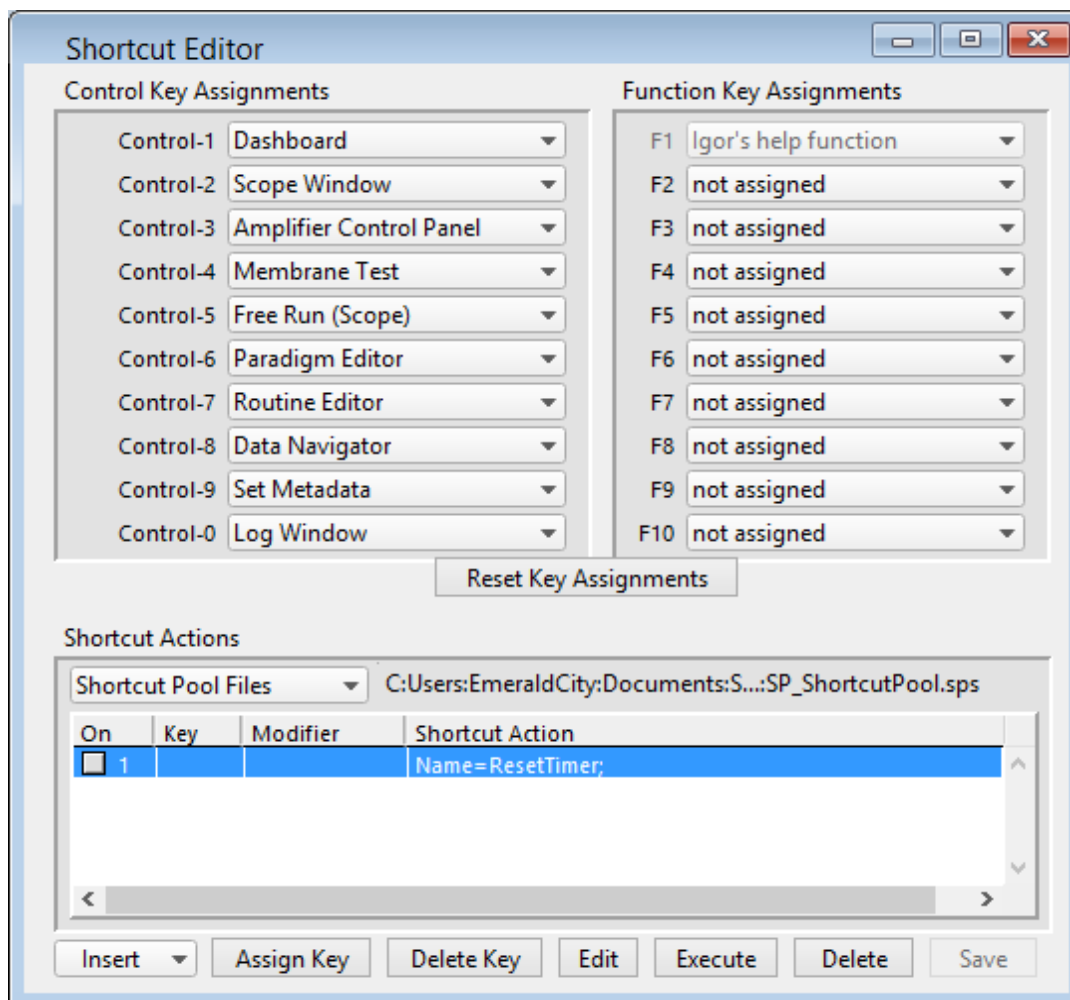 Shortcut Editor
Control Key Assignments
Control-1 Dashboard
Control-2 Scope Window
Control-3 Amplifier Control Panel
Control-4 Membrane Test
Control-5 Free Run (Scope)
Control-6 Paradigm Editor
Control-7 Routine Editor
Control-8 Data Navigator
Control-9 Set Metadata
Control-0 Log Window
Function Key Assignments
F1 Igor's help function
F2 not assigned
F3 not assigned
F4 not assigned
F5 not assigned
F6 not assigned
F7 not assigned
F8 not assigned
F9 not assigned
F10 not assigned
Reset Key Assignments
Shortcut Actions
Shortcut Pool Files C:Users:EmeraldCity:Documents:S...:SP_ShortcutPool.sps
On Key Modifier Shortcut Action
1 Name=ResetTimer;
Insert Assign Key Delete Key Edit Execute Delete Save